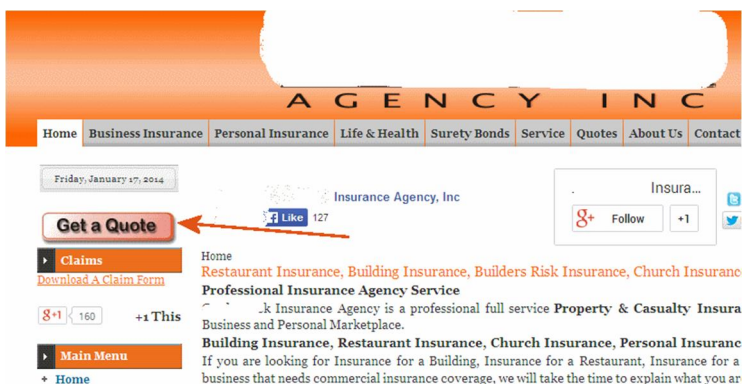 AGENCY INC
Home Business Insurance Personal Insurance Life & Health Surety Bonds Service Quotes About Us Contact
Friday, January 17, 2014
Insurance Agency, Inc
Like 127
Insura...
g+ Follow +1
Get a Quote
Claims
Download A Claim Form
g+1 160 +1 This
Main Menu
Home
Home
Restaurant Insurance, Building Insurance, Builders Risk Insurance, Church Insuranc
Professional Insurance Agency Service
k Insurance Agency is a professional full service Property & Casualty Insura
Business and Personal Marketplace.
Building Insurance, Restaurant Insurance, Church Insurance, Personal Insuranc
If you are looking for Insurance for a Building, Insurance for a Restaurant, Insurance for a
business that needs commercial insurance coverage, we will take the time to explain what you ar